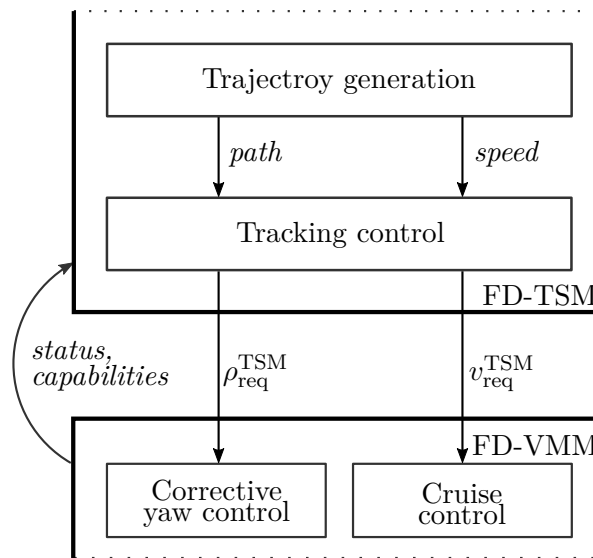 Trajectroy generation
path
speed
Tracking control
FD-TSM
status,
capabilities
ρ_req^TSM
v_req^TSM
FD-VMM
Corrective
yaw control
Cruise
control